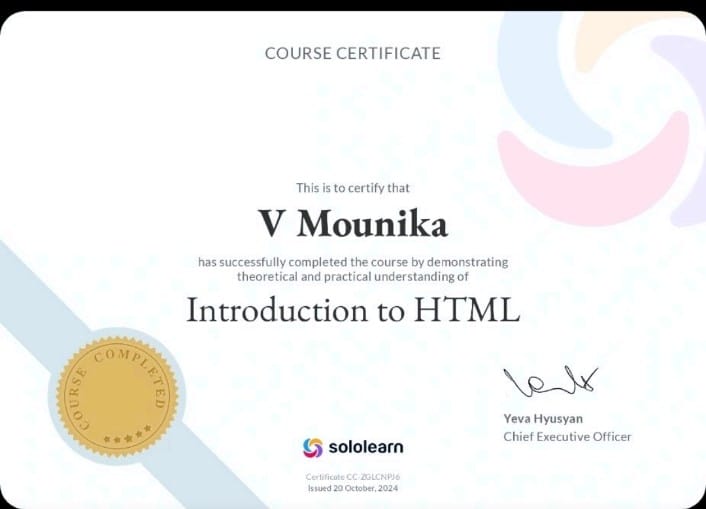 COURSE CERTIFICATE
This is to certify that
V Mounika
has successfully completed the course by demonstrating
theoretical and practical understanding of
Introduction to HTML
COURSE COMPLETED
Yeva Hyusyan
Chief Executive Officer
sololearn
Certificate CC-ZGLCNPJ6
Issued 20 October, 2024